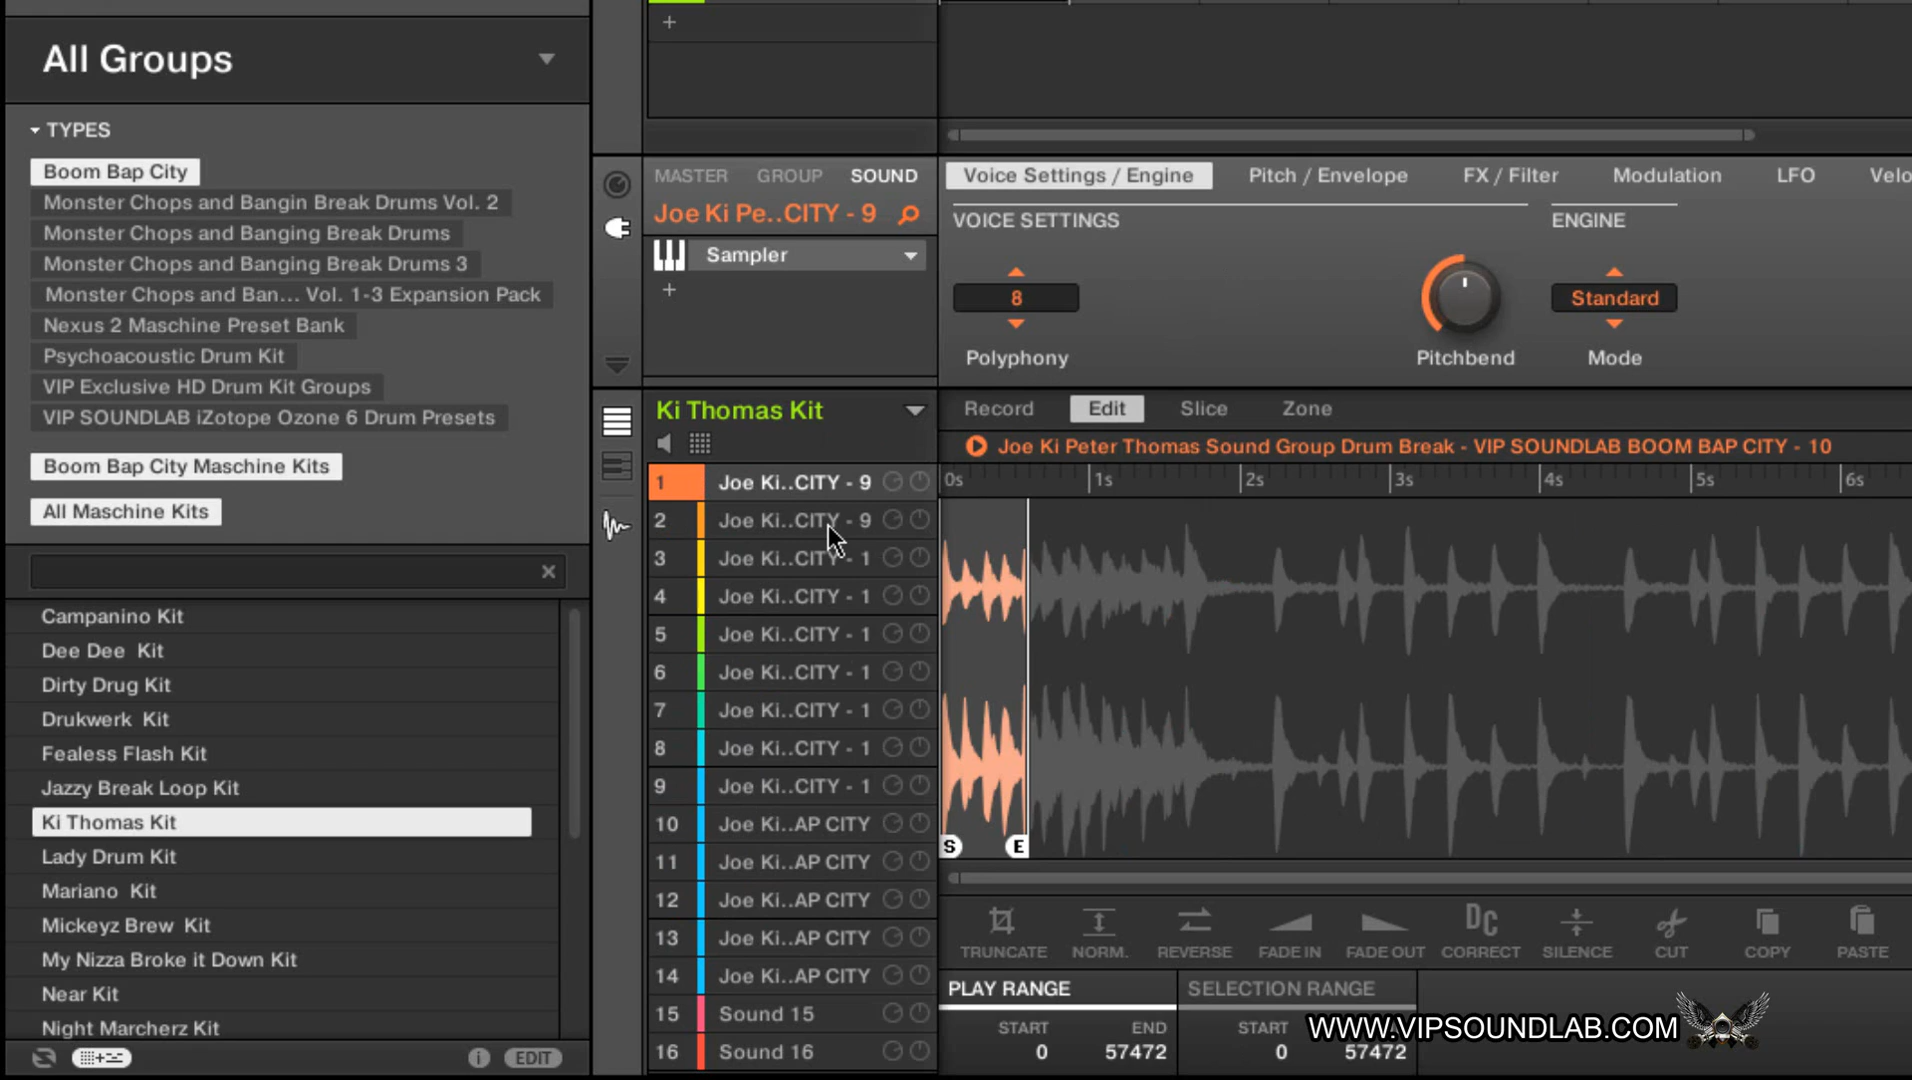 All Groups
TYPES
Boom Bap City
Monster Chops and Bangin Break Drums Vol. 2
Monster Chops and Banging Break Drums
Monster Chops and Banging Break Drums 3
Monster Chops and Ban... Vol. 1-3 Expansion Pack
Nexus 2 Maschine Preset Bank
Psychoacoustic Drum Kit
VIP Exclusive HD Drum Kit Groups
VIP SOUNDLAB iZotope Ozone 6 Drum Presets
Boom Bap City Maschine Kits
All Maschine Kits
Campanino Kit
Dee Dee Kit
Dirty Drug Kit
Drukwerk Kit
Fealess Flash Kit
Jazzy Break Loop Kit
Ki Thomas Kit
Lady Drum Kit
Mariano Kit
Mickeyz Brew Kit
My Nizza Broke it Down Kit
Near Kit
Night Marcherz Kit
EDIT
MASTER GROUP SOUND
Joe Ki Pe..CITY - 9
Sampler
Voice Settings / Engine Pitch / Envelope FX / Filter Modulation LFO Velo
VOICE SETTINGS ENGINE
8 Standard
Polyphony Pitchbend Mode
Ki Thomas Kit
1 Joe Ki..CITY - 9
2 Joe Ki..CITY - 9
3 Joe Ki..CITY - 1
4 Joe Ki..CITY - 1
5 Joe Ki..CITY - 1
6 Joe Ki..CITY - 1
7 Joe Ki..CITY - 1
8 Joe Ki..CITY - 1
9 Joe Ki..CITY - 1
10 Joe Ki..AP CITY
11 Joe Ki..AP CITY
12 Joe Ki..AP CITY
13 Joe Ki..AP CITY
14 Joe Ki..AP CITY
15 Sound 15
16 Sound 16
Record Edit Slice Zone
Joe Ki Peter Thomas Sound Group Drum Break - VIP SOUNDLAB BOOM BAP CITY - 10
0s 1s 2s 3s 4s 5s 6s
S E
TRUNCATE NORM. REVERSE FADE IN FADE OUT DC CORRECT SILENCE CUT COPY PASTE
PLAY RANGE SELECTION RANGE
START END START
0 57472 0 57472
WWW.VIPSOUNDLAB.COM